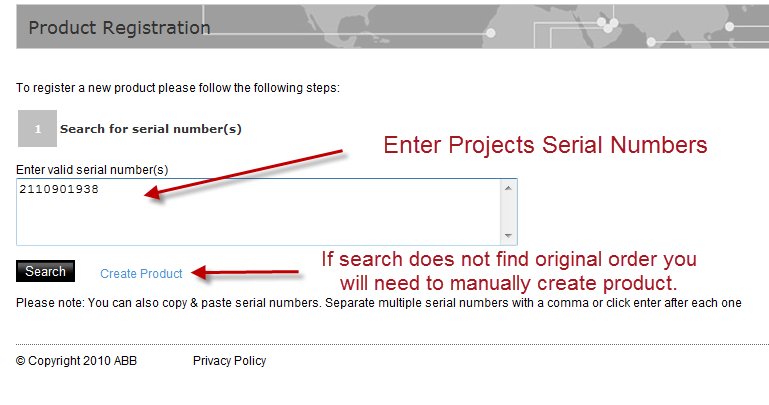 Product Registration
To register a new product please follow the following steps:
1 Search for serial number(s)
Enter Projects Serial Numbers
Enter valid serial number(s)
2110901938
If search does not find original order you
will need to manually create product.
Search Create Product
Please note: You can also copy & paste serial numbers. Separate multiple serial numbers with a comma or click enter after each one
© Copyright 2010 ABB Privacy Policy